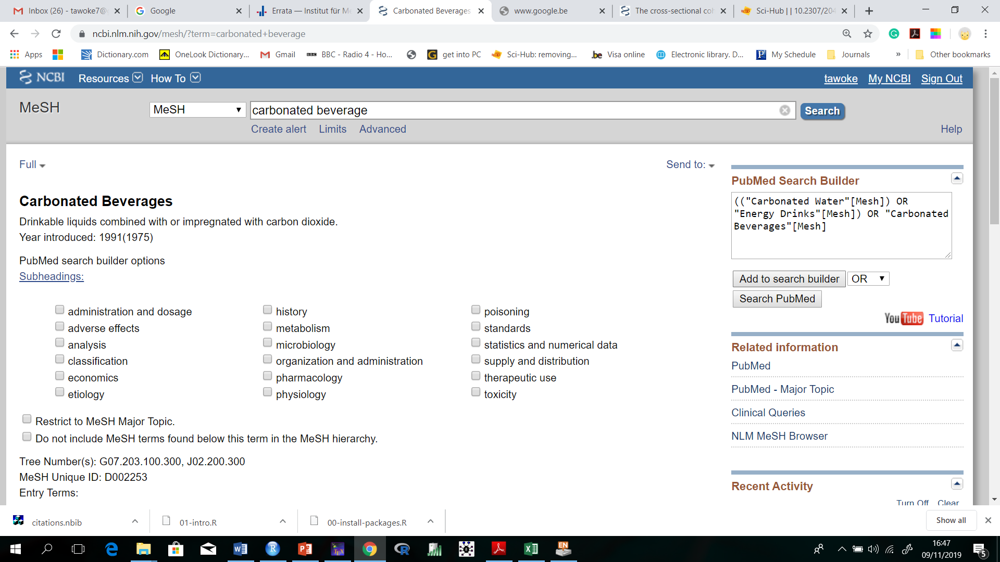 Inbox (26) - tawoke7@
Google
Errata — Institut für Me
Carbonated Beverages
www.google.be
The cross-sectional coh
Sci-Hub | | 10.2307/204
ncbi.nlm.nih.gov/mesh/?term=carbonated+beverage
Apps
Dictionary.com
OneLook Dictionary...
Gmail
BBC BBC - Radio 4 - Ho...
get into PC
Sci-Hub: removing...
.be Visa online
Electronic library. D...
My Schedule
Journals
»
Other bookmarks
NCBI Resources How To
tawoke My NCBI Sign Out
MeSH
MeSH
carbonated beverage
Search
Create alert Limits Advanced
Help
Full
Send to:
Carbonated Beverages
Drinkable liquids combined with or impregnated with carbon dioxide.
Year introduced: 1991(1975)
PubMed search builder options
Subheadings:
administration and dosage
adverse effects
analysis
classification
economics
etiology
history
metabolism
microbiology
organization and administration
pharmacology
physiology
poisoning
standards
statistics and numerical data
supply and distribution
therapeutic use
toxicity
Restrict to MeSH Major Topic.
Do not include MeSH terms found below this term in the MeSH hierarchy.
Tree Number(s): G07.203.100.300, J02.200.300
MeSH Unique ID: D002253
Entry Terms:
PubMed Search Builder
(("Carbonated Water"[Mesh]) OR
"Energy Drinks"[Mesh]) OR "Carbonated
Beverages"[Mesh]
Add to search builder OR
Search PubMed
YouTube Tutorial
Related information
PubMed
PubMed - Major Topic
Clinical Queries
NLM MeSH Browser
Recent Activity
Turn Off Clear
citations.nbib
01-intro.R
00-install-packages.R
Show all
16:47
09/11/2019
5